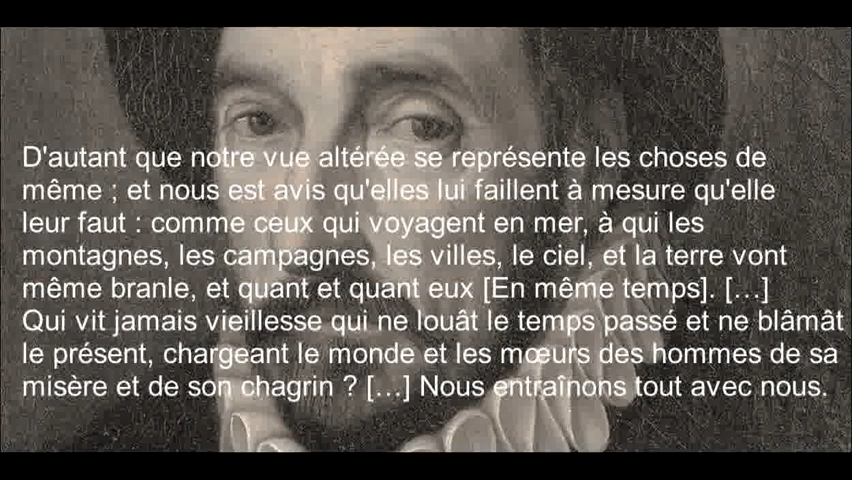 D'autant que notre vue altérée se représente les choses de
même ; et nous est avis qu'elles lui faillent à mesure qu'elle
leur faut : comme ceux qui voyagent en mer, à qui les
montagnes, les campagnes, les villes, le ciel, et la terre vont
même branle, et quant et quant eux [En même temps]. […]
Qui vit jamais vieillesse qui ne louât le temps passé et ne blâmât
le présent, chargeant le monde et les mœurs des hommes de sa
misère et de son chagrin ? […] Nous entraînons tout avec nous.